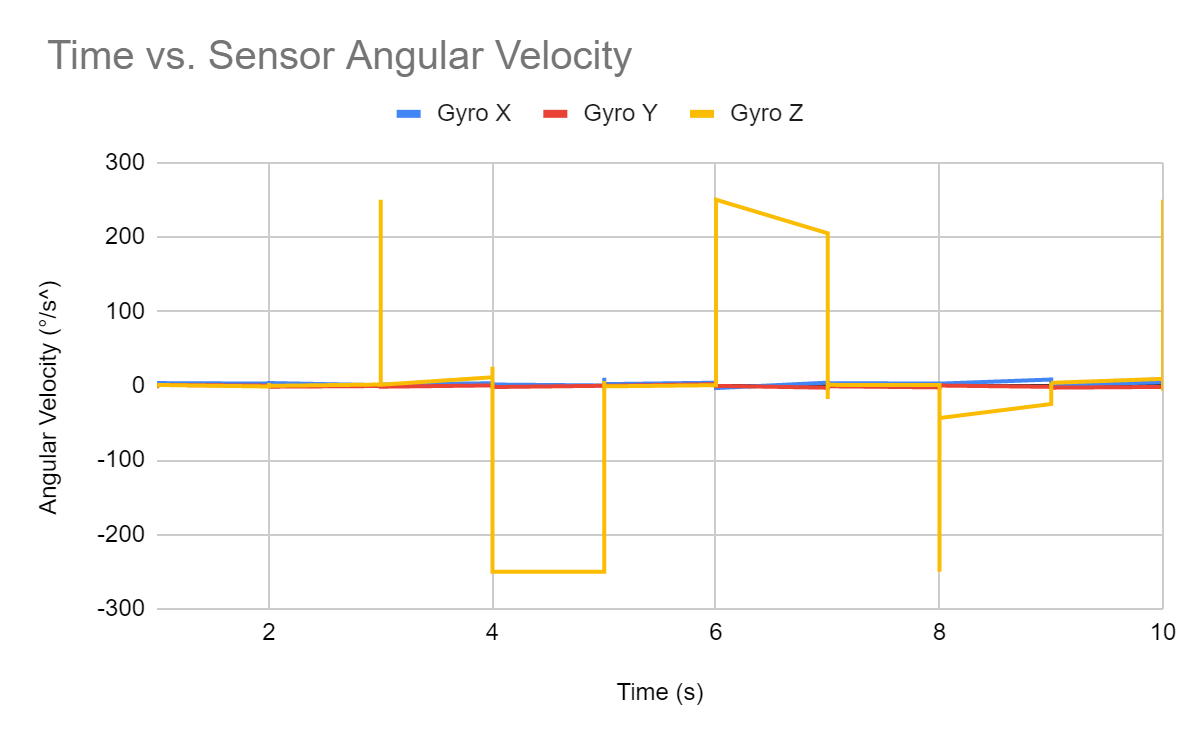 Time vs. Sensor Angular Velocity
Gyro X Gyro Y Gyro Z
300
200
100
0
-100
-200
-300
Angular Velocity (°/s^)
2 4 6 8 10
Time (s)